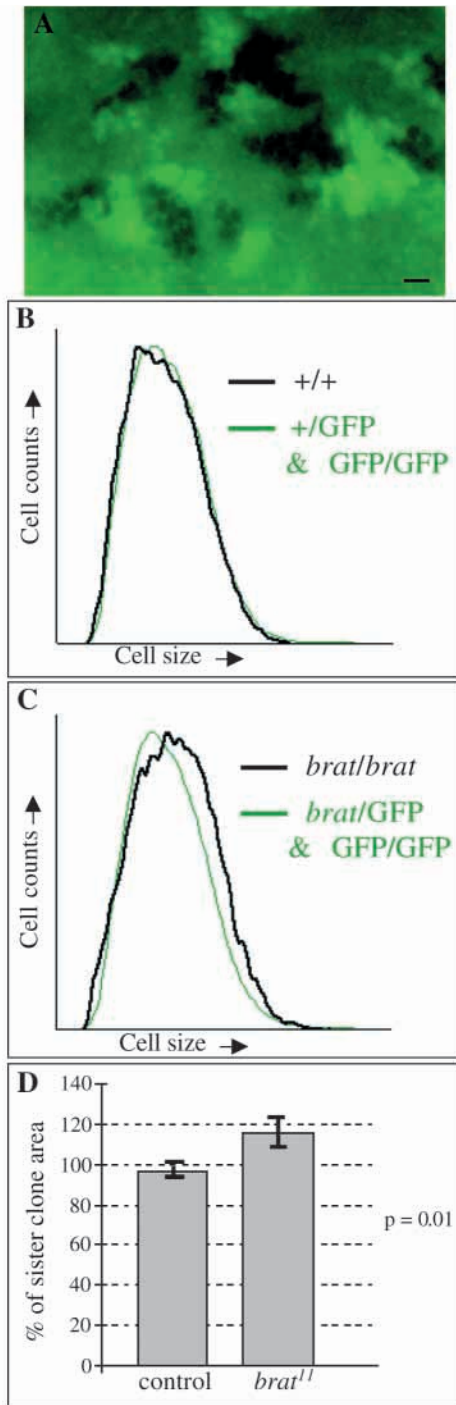 A
B
Cell counts →
+/+
+/GFP
& GFP/GFP
Cell size →
C
Cell counts →
brat/brat
brat/GFP
& GFP/GFP
Cell size →
D
% of sister clone area
140
120
100
80
60
40
20
0
p = 0.01
control brat¹¹